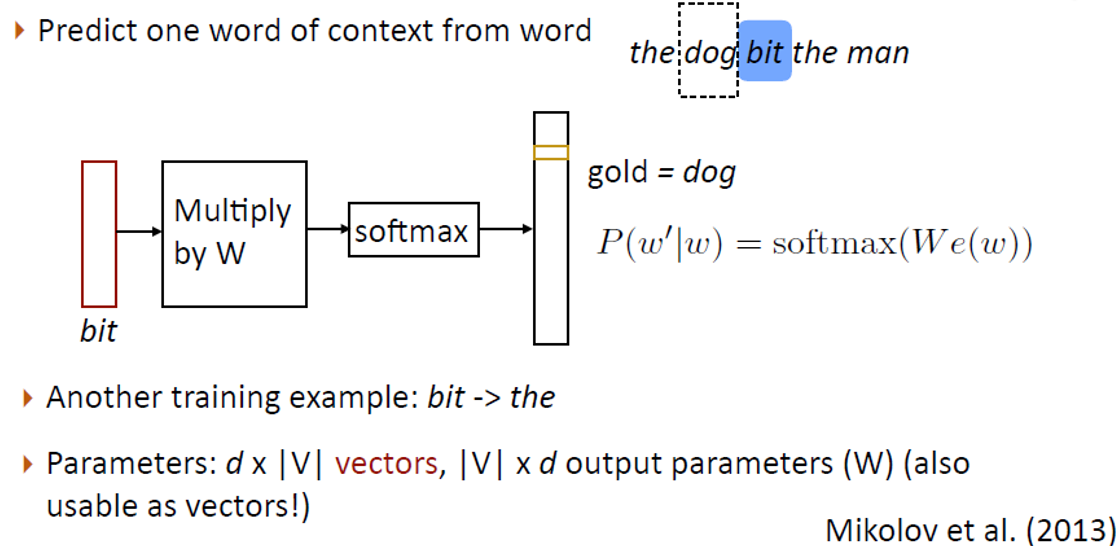 Predict one word of context from word
the dog bit the man
gold = dog
Multiply
by W
softmax
P(w′|w) = softmax(We(w))
bit
Another training example: bit -> the
Parameters: d x |V| vectors, |V| x d output parameters (W) (also
usable as vectors!)
Mikolov et al. (2013)